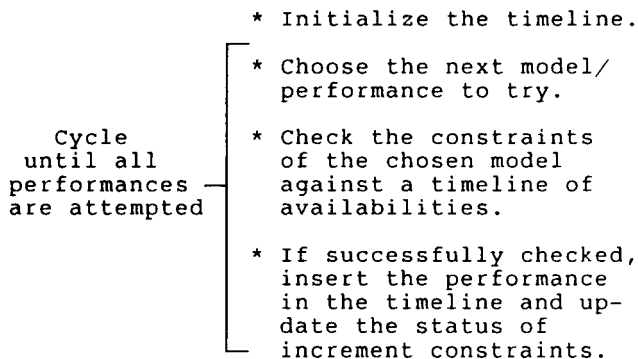 * Initialize the timeline.
* Choose the next model/
performance to try.
Cycle
until all
performances
are attempted
* Check the constraints
of the chosen model
against a timeline of
availabilities.
* If successfully checked,
insert the performance
in the timeline and up-
date the status of
increment constraints.